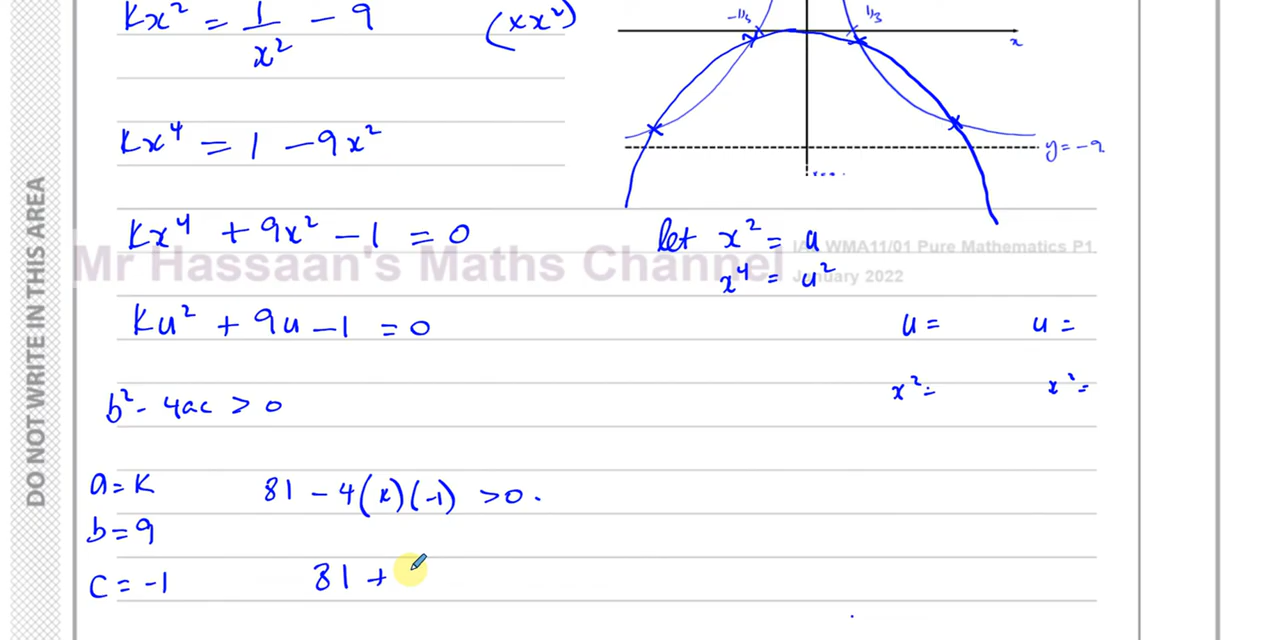 kx² = 1/x² - 9 (×x²)
-1/3 1/3
x
kx⁴ = 1 - 9x²
y = -9
kx⁴ + 9x² - 1 = 0 let x² = u
WMA11/01 Pure Mathematics P1
Mr Hassaan's Maths Channel
x⁴ = u²
January 2022
ku² + 9u - 1 = 0 u = u =
x² = x² =
b² - 4ac > 0
a = k 81 - 4(k)(-1) > 0.
b = 9
c = -1 81 +
DO NOT WRITE IN THIS AREA